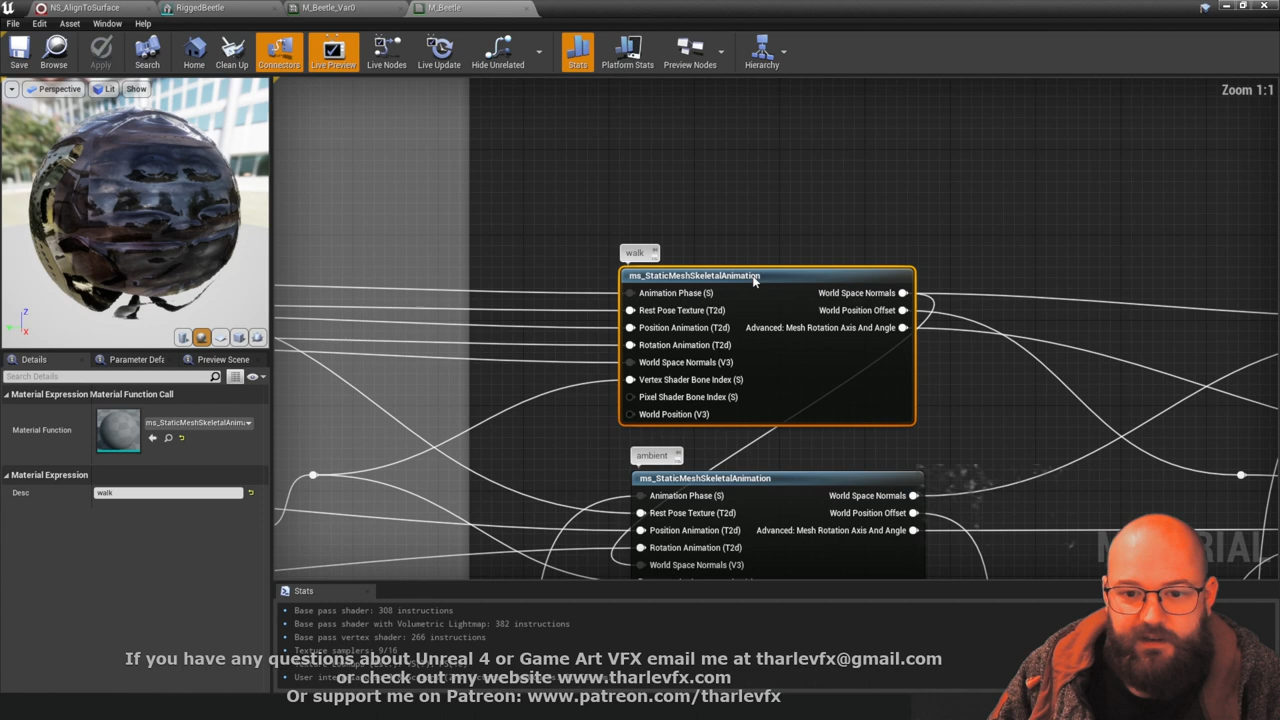 NS_AlignToSurface
RiggedBeetle
M_Beetle_Var0
M_Beetle
File
Edit
Asset
Window
Help
Save
Browse
Apply
Search
Home
Clean Up
Connectors
Live Preview
Live Nodes
Live Update
Hide Unrelated
Stats
Platform Stats
Preview Nodes
Hierarchy
Perspective
Lit
Show
Zoom 1:1
Z
X
walk
ms_StaticMeshSkeletalAnimation
Animation Phase (S)
World Space Normals
Rest Pose Texture (T2d)
World Position Offset
Position Animation (T2d)
Advanced: Mesh Rotation Axis And Angle
Rotation Animation (T2d)
World Space Normals (V3)
Vertex Shader Bone Index (S)
Pixel Shader Bone Index (S)
World Position (V3)
ambient
ms_StaticMeshSkeletalAnimation
Animation Phase (S)
World Space Normals
Rest Pose Texture (T2d)
World Position Offset
Position Animation (T2d)
Advanced: Mesh Rotation Axis And Angle
Rotation Animation (T2d)
World Space Normals (V3)
Details
Parameter Defa
Preview Scene
Search Details
Material Expression Material Function Call
Material Function
ms_StaticMeshSkeletalAnima
Material Expression
Desc
walk
Stats
Base pass shader: 308 instructions
Base pass shader with Volumetric Lightmap: 382 instructions
Base pass vertex shader: 266 instructions
Texture samplers: 9/16
If you have any questions about Unreal 4 or Game Art VFX email me at tharlevfx@gmail.com
or check out my website www.tharlevfx.com
Or support me on Patreon: www.patreon.com/tharlevfx